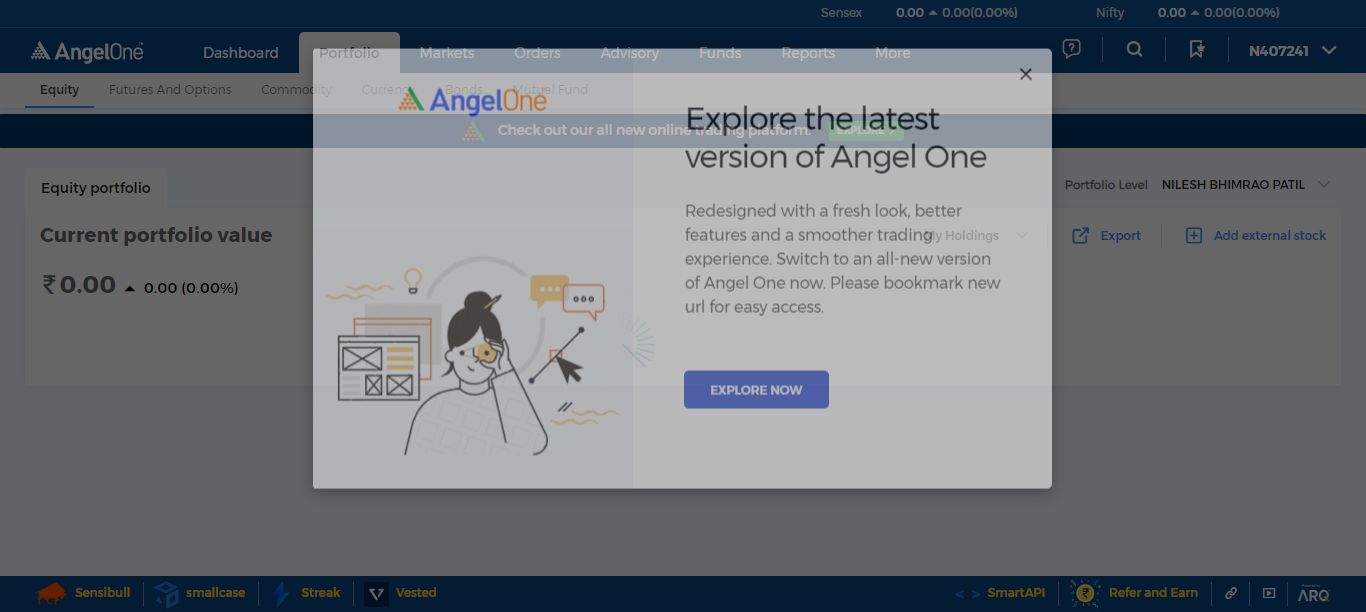 Sensex 0.00 0.00(0.00%) Nifty 0.00 0.00(0.00%)
AngelOne Dashboard Portfolio Markets Orders Advisory Funds Reports More N407241
Equity Futures And Options Commodity Currency Bonds Mutual Fund
AngelOne
Check out our all new online trading platform. EXPLORE >
Explore the latest
version of Angel One
Equity portfolio
Portfolio Level NILESH BHIMRAO PATIL
Current portfolio value
My Holdings Export Add external stock
₹0.00 0.00 (0.00%)
Redesigned with a fresh look, better
features and a smoother trading
experience. Switch to an all-new version
of Angel One now. Please bookmark new
url for easy access.
EXPLORE NOW
Sensibull smallcase Streak Vested <> SmartAPI Refer and Earn ARQ